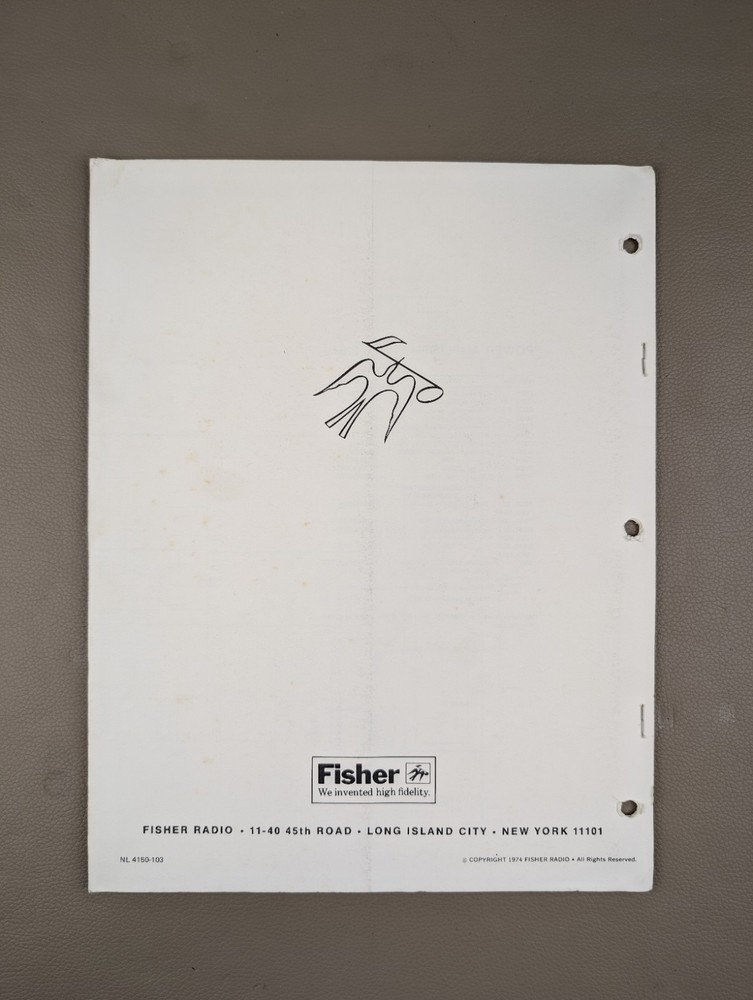 Fisher
We invented high fidelity.
FISHER RADIO • 11-40 45th ROAD • LONG ISLAND CITY • NEW YORK 11101
NL 4150-103
© COPYRIGHT 1974 FISHER RADIO • All Rights Reserved.